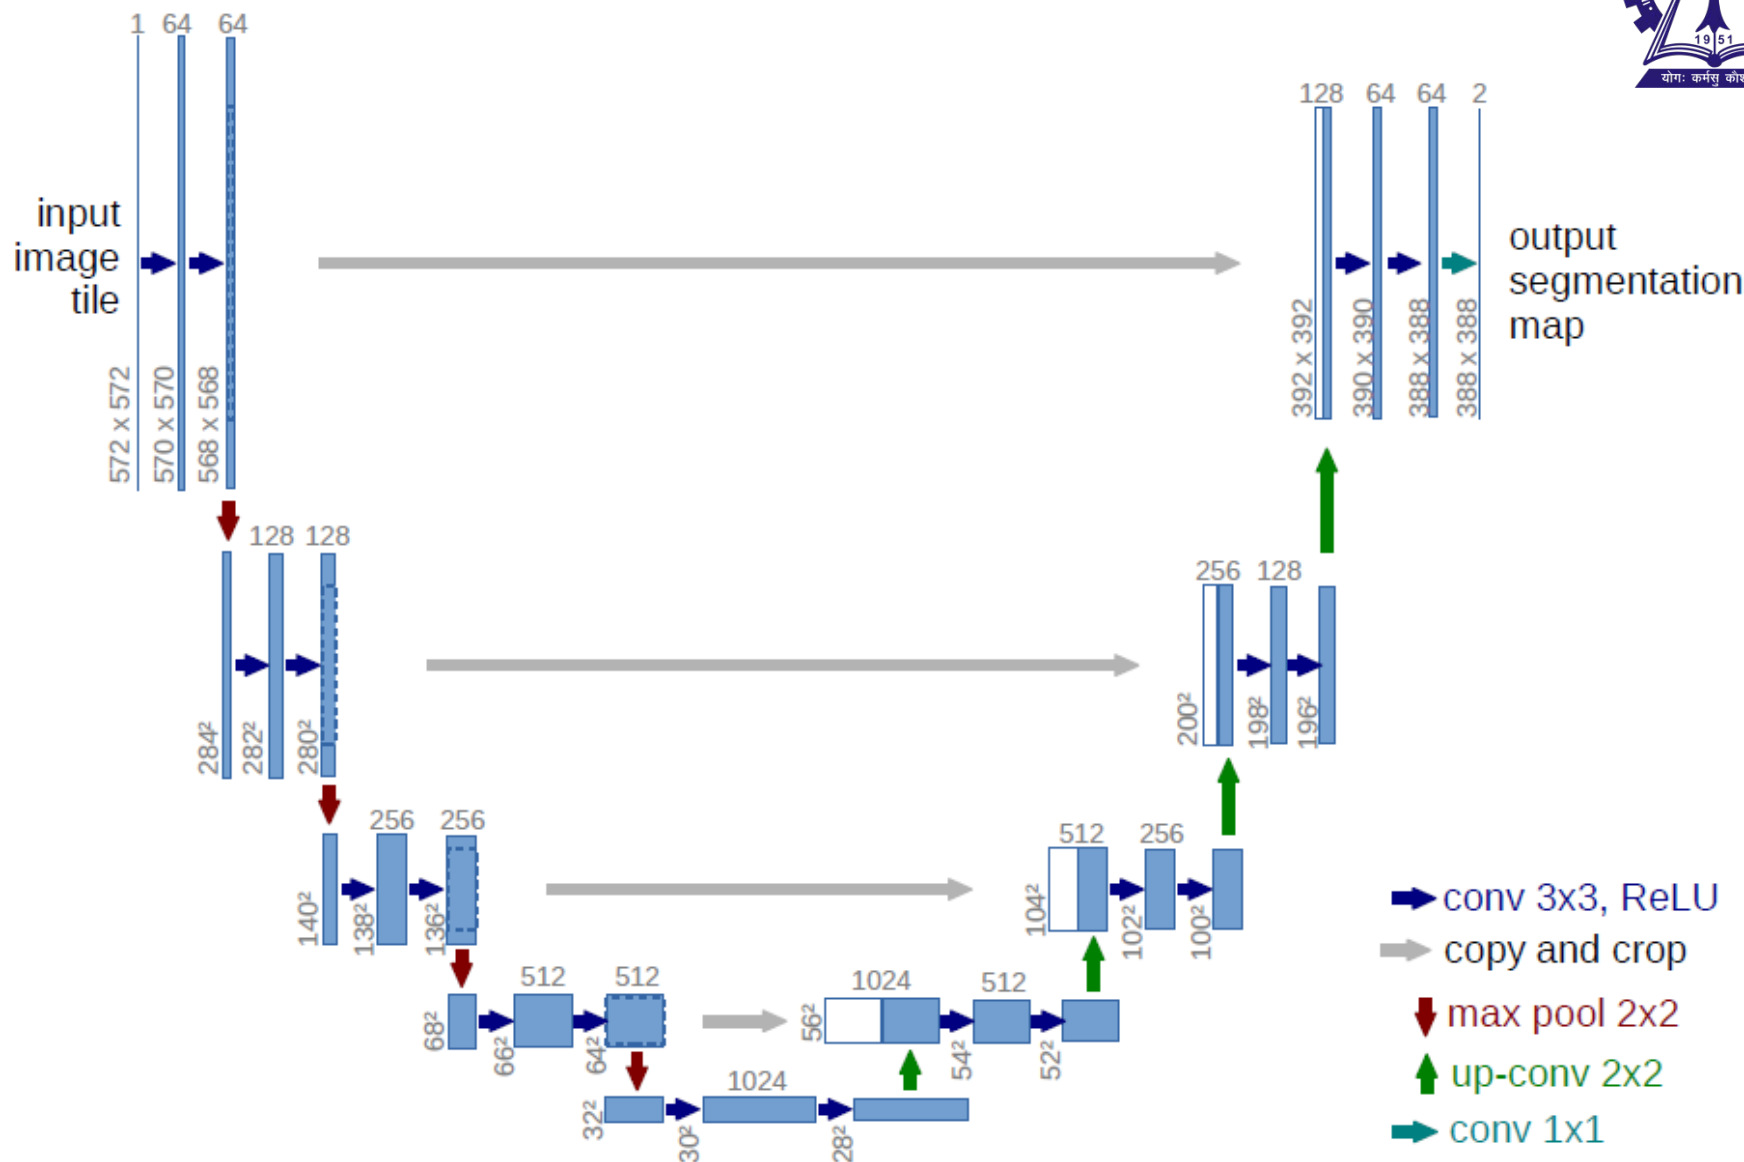 1 64 64
input
image
tile
572 x 572
570 x 570
568 x 568
128 64 64 2
output
segmentation
map
392 x 392
390 x 390
388 x 388
388 x 388
128 128
284²
282²
280²
256 128
200²
198²
196²
256 256
140²
138²
136²
512 256
104²
102²
100²
512 512
68²
66²
64²
1024 512
56²
54²
52²
1024
32²
30²
28²
conv 3x3, ReLU
copy and crop
max pool 2x2
up-conv 2x2
conv 1x1
19 51
योगः कर्मसु